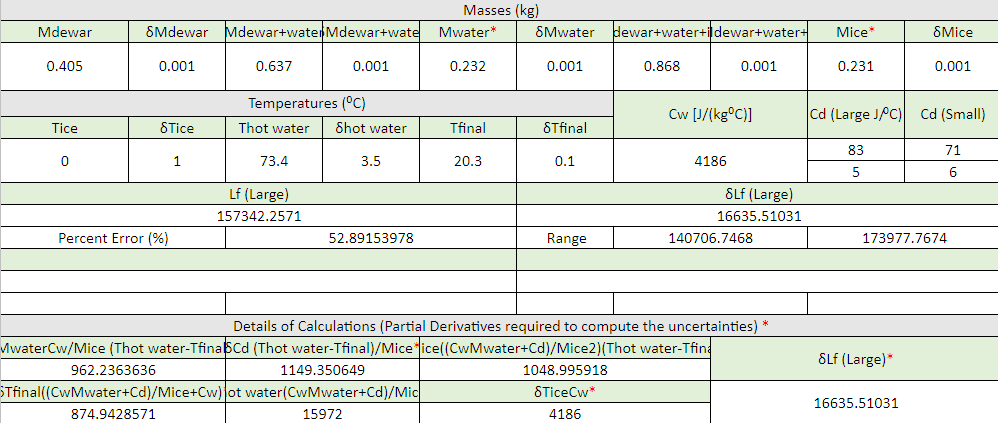 Masses (kg)
Mdewar δMdewar Mdewar+water Mdewar+wate Mwater* δMwater dewar+water+i dewar+water+ Mice* δMice
0.405 0.001 0.637 0.001 0.232 0.001 0.868 0.001 0.231 0.001
Temperatures (⁰C) Cw [J/(kg⁰C)] Cd (Large J/⁰C) Cd (Small)
Tice δTice Thot water δhot water Tfinal δTfinal
0 1 73.4 3.5 20.3 0.1 4186 83 71
5 6
Lf (Large) δLf (Large)
157342.2571 16635.51031
Percent Error (%) 52.89153978 Range 140706.7468 173977.7674
Details of Calculations (Partial Derivatives required to compute the uncertainties) *
MwaterCw/Mice (Thot water-Tfinal δCd (Thot water-Tfinal)/Mice* ice((CwMwater+Cd)/Mice2)(Thot water-Tfina δLf (Large)*
962.2363636 1149.350649 1048.995918
δTfinal((CwMwater+Cd)/Mice+Cw) ot water(CwMwater+Cd)/Mic δTiceCw* 16635.51031
874.9428571 15972 4186